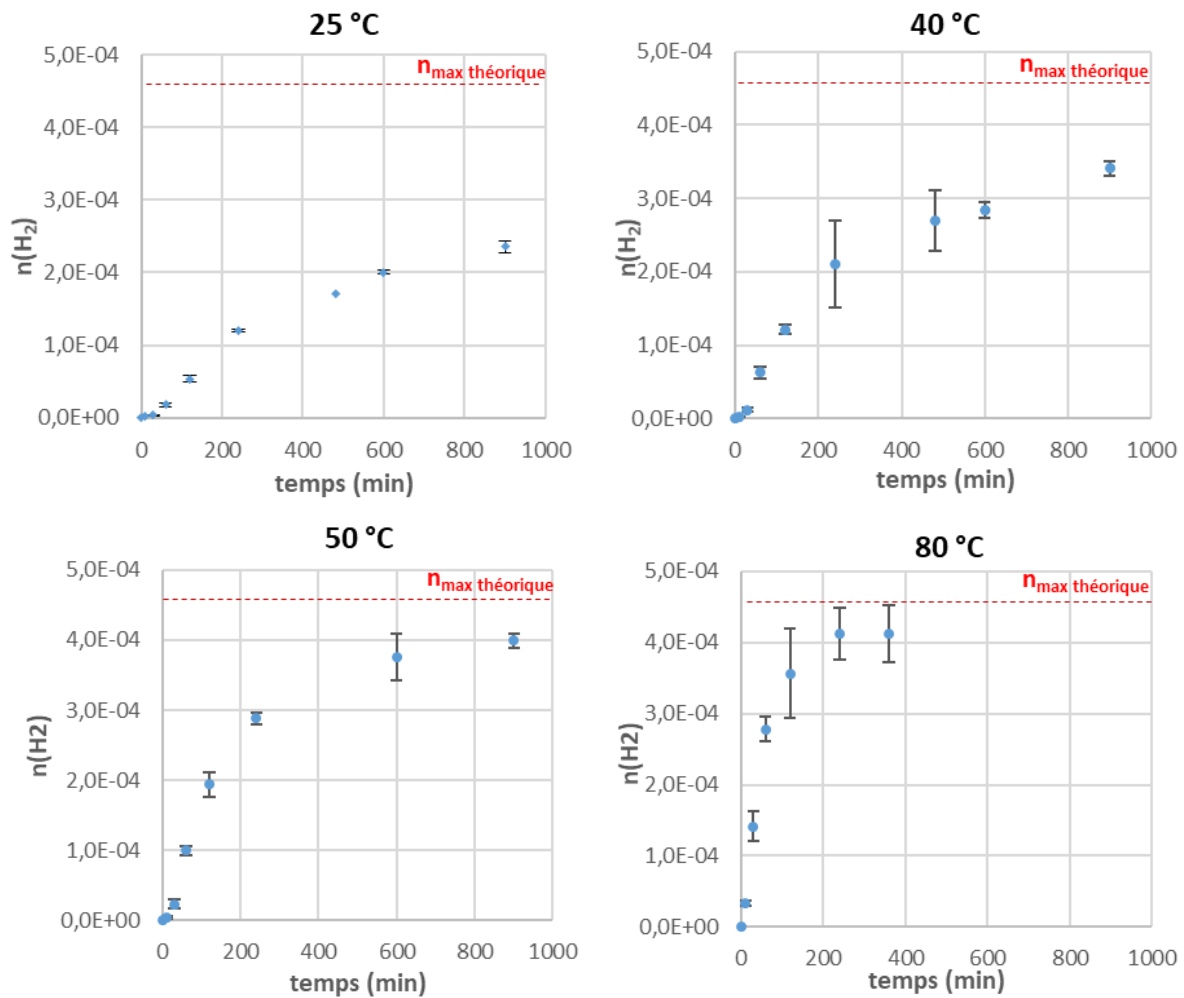 25 °C
5,0E-04
4,0E-04
3,0E-04
2,0E-04
1,0E-04
0,0E+00
n(H₂)
n_max théorique
0 200 400 600 800 1000
temps (min)
40 °C
5,0E-04
4,0E-04
3,0E-04
2,0E-04
1,0E-04
0,0E+00
n(H₂)
n_max théorique
0 200 400 600 800 1000
temps (min)
50 °C
5,0E-04
4,0E-04
3,0E-04
2,0E-04
1,0E-04
0,0E+00
n(H2)
n_max théorique
0 200 400 600 800 1000
temps (min)
80 °C
5,0E-04
4,0E-04
3,0E-04
2,0E-04
1,0E-04
0,0E+00
n(H2)
n_max théorique
0 200 400 600 800 1000
temps (min)